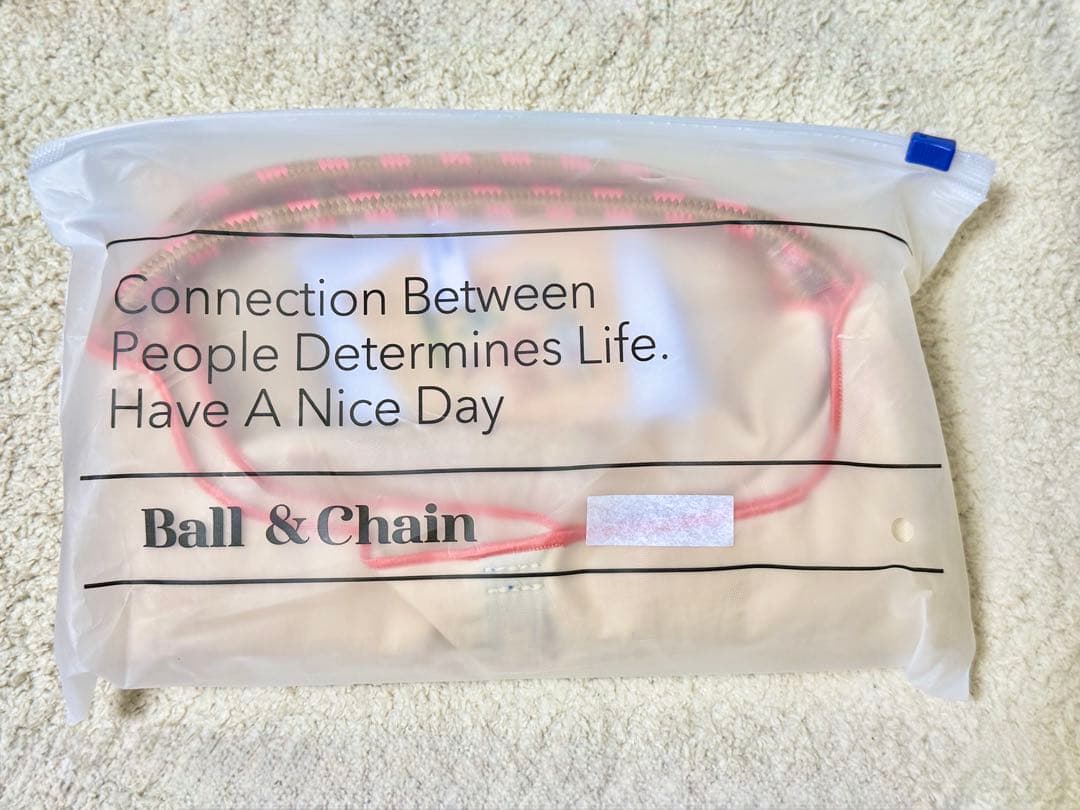 Connection Between
People Determines Life.
Have A Nice Day
Ball & Chain